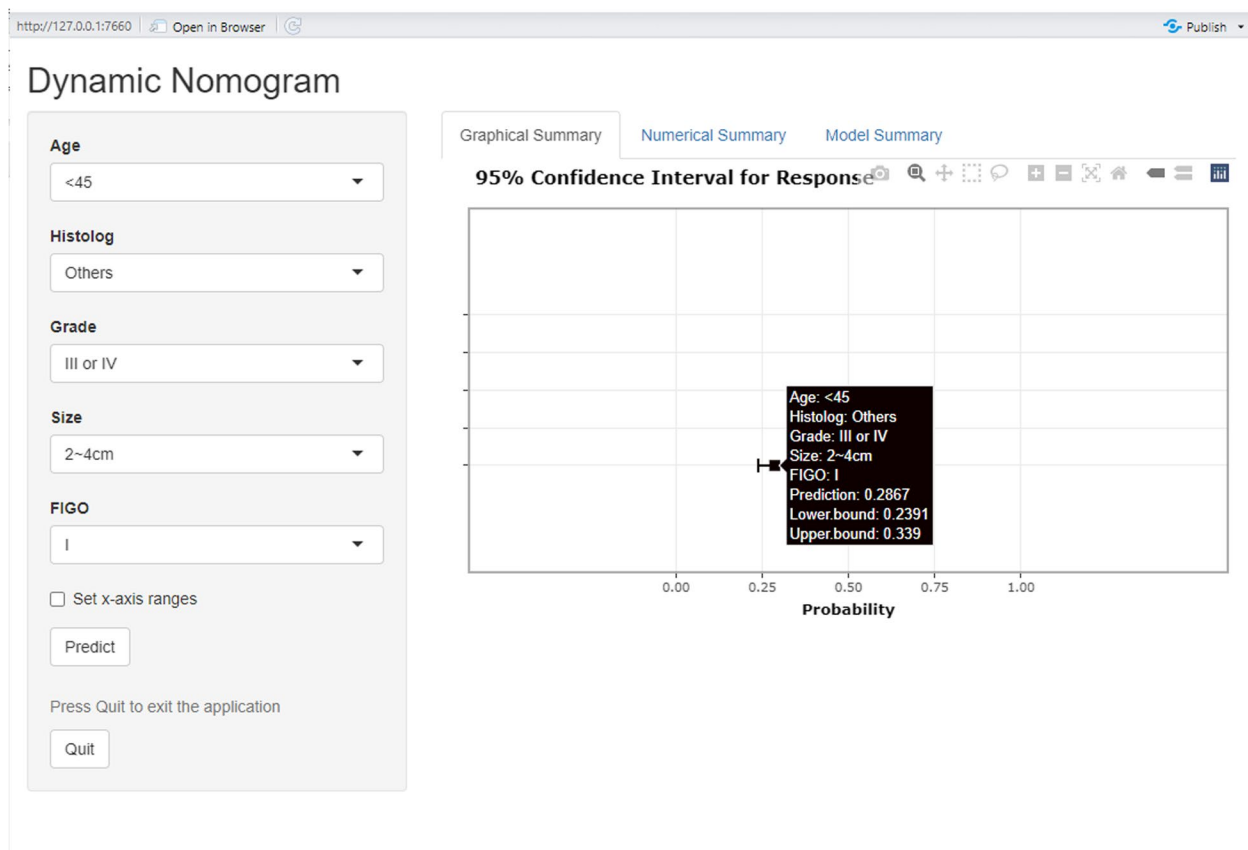 http://127.0.0.1:7660 Open in Browser Publish
Dynamic Nomogram
Age
<45
Histolog
Others
Grade
III or IV
Size
2~4cm
FIGO
I
Set x-axis ranges
Predict
Press Quit to exit the application
Quit
Graphical Summary Numerical Summary Model Summary
95% Confidence Interval for Response
Age: <45
Histolog: Others
Grade: III or IV
Size: 2~4cm
FIGO: I
Prediction: 0.2867
Lower.bound: 0.2391
Upper.bound: 0.339
0.00 0.25 0.50 0.75 1.00
Probability